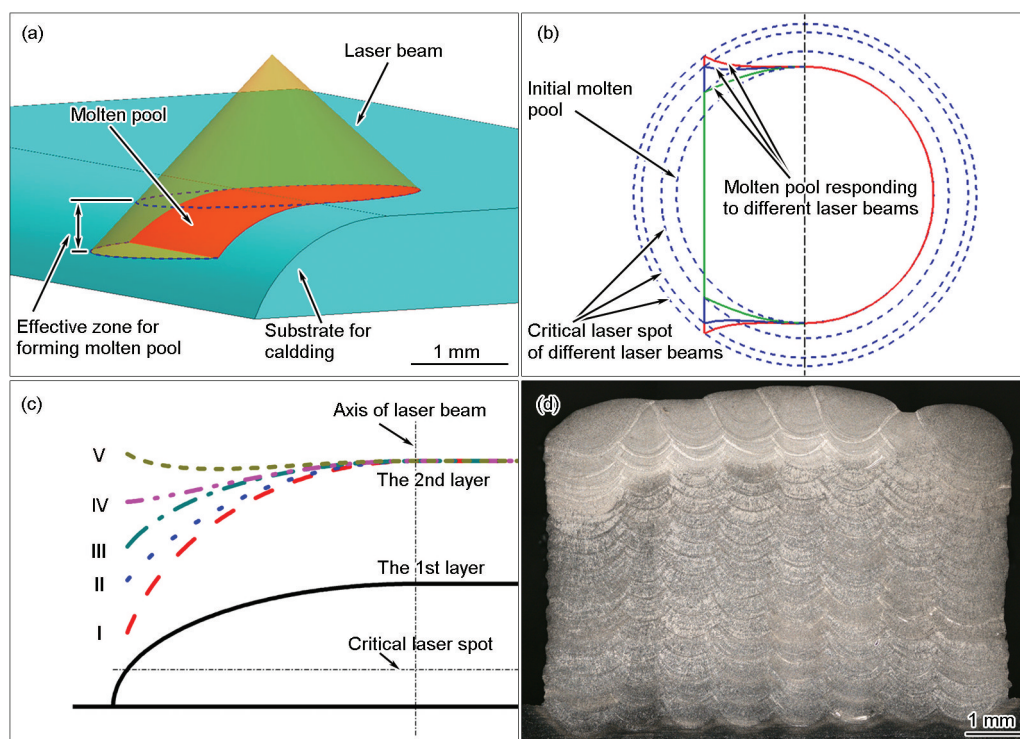 (a)
Laser beam
Molten pool
Effective zone for
forming molten pool
Substrate for
caldding
1 mm
(b)
Initial molten
pool
Molten pool responding
to different laser beams
Critical laser spot
of different laser beams
(c)
Axis of laser beam
V
The 2nd layer
IV
III
The 1st layer
II
I
Critical laser spot
(d)
1 mm